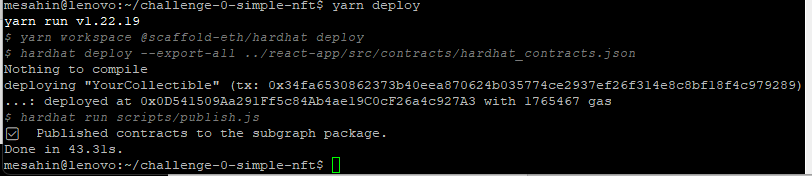 mesahin@lenovo:~/challenge-0-simple-nft$ yarn deploy
yarn run v1.22.19
$ yarn workspace @scaffold-eth/hardhat deploy
$ hardhat deploy --export-all ../react-app/src/contracts/hardhat_contracts.json
Nothing to compile
deploying "YourCollectible" (tx: 0x34fa6530862373b40eea870624b035774ce2937ef26f314e8c8bf18f4c979289)
...: deployed at 0x0D541509Aa291Ff5c84Ab4ae19C0cF26a4c927A3 with 1765467 gas
$ hardhat run scripts/publish.js
☑  Published contracts to the subgraph package.
Done in 43.31s.
mesahin@lenovo:~/challenge-0-simple-nft$